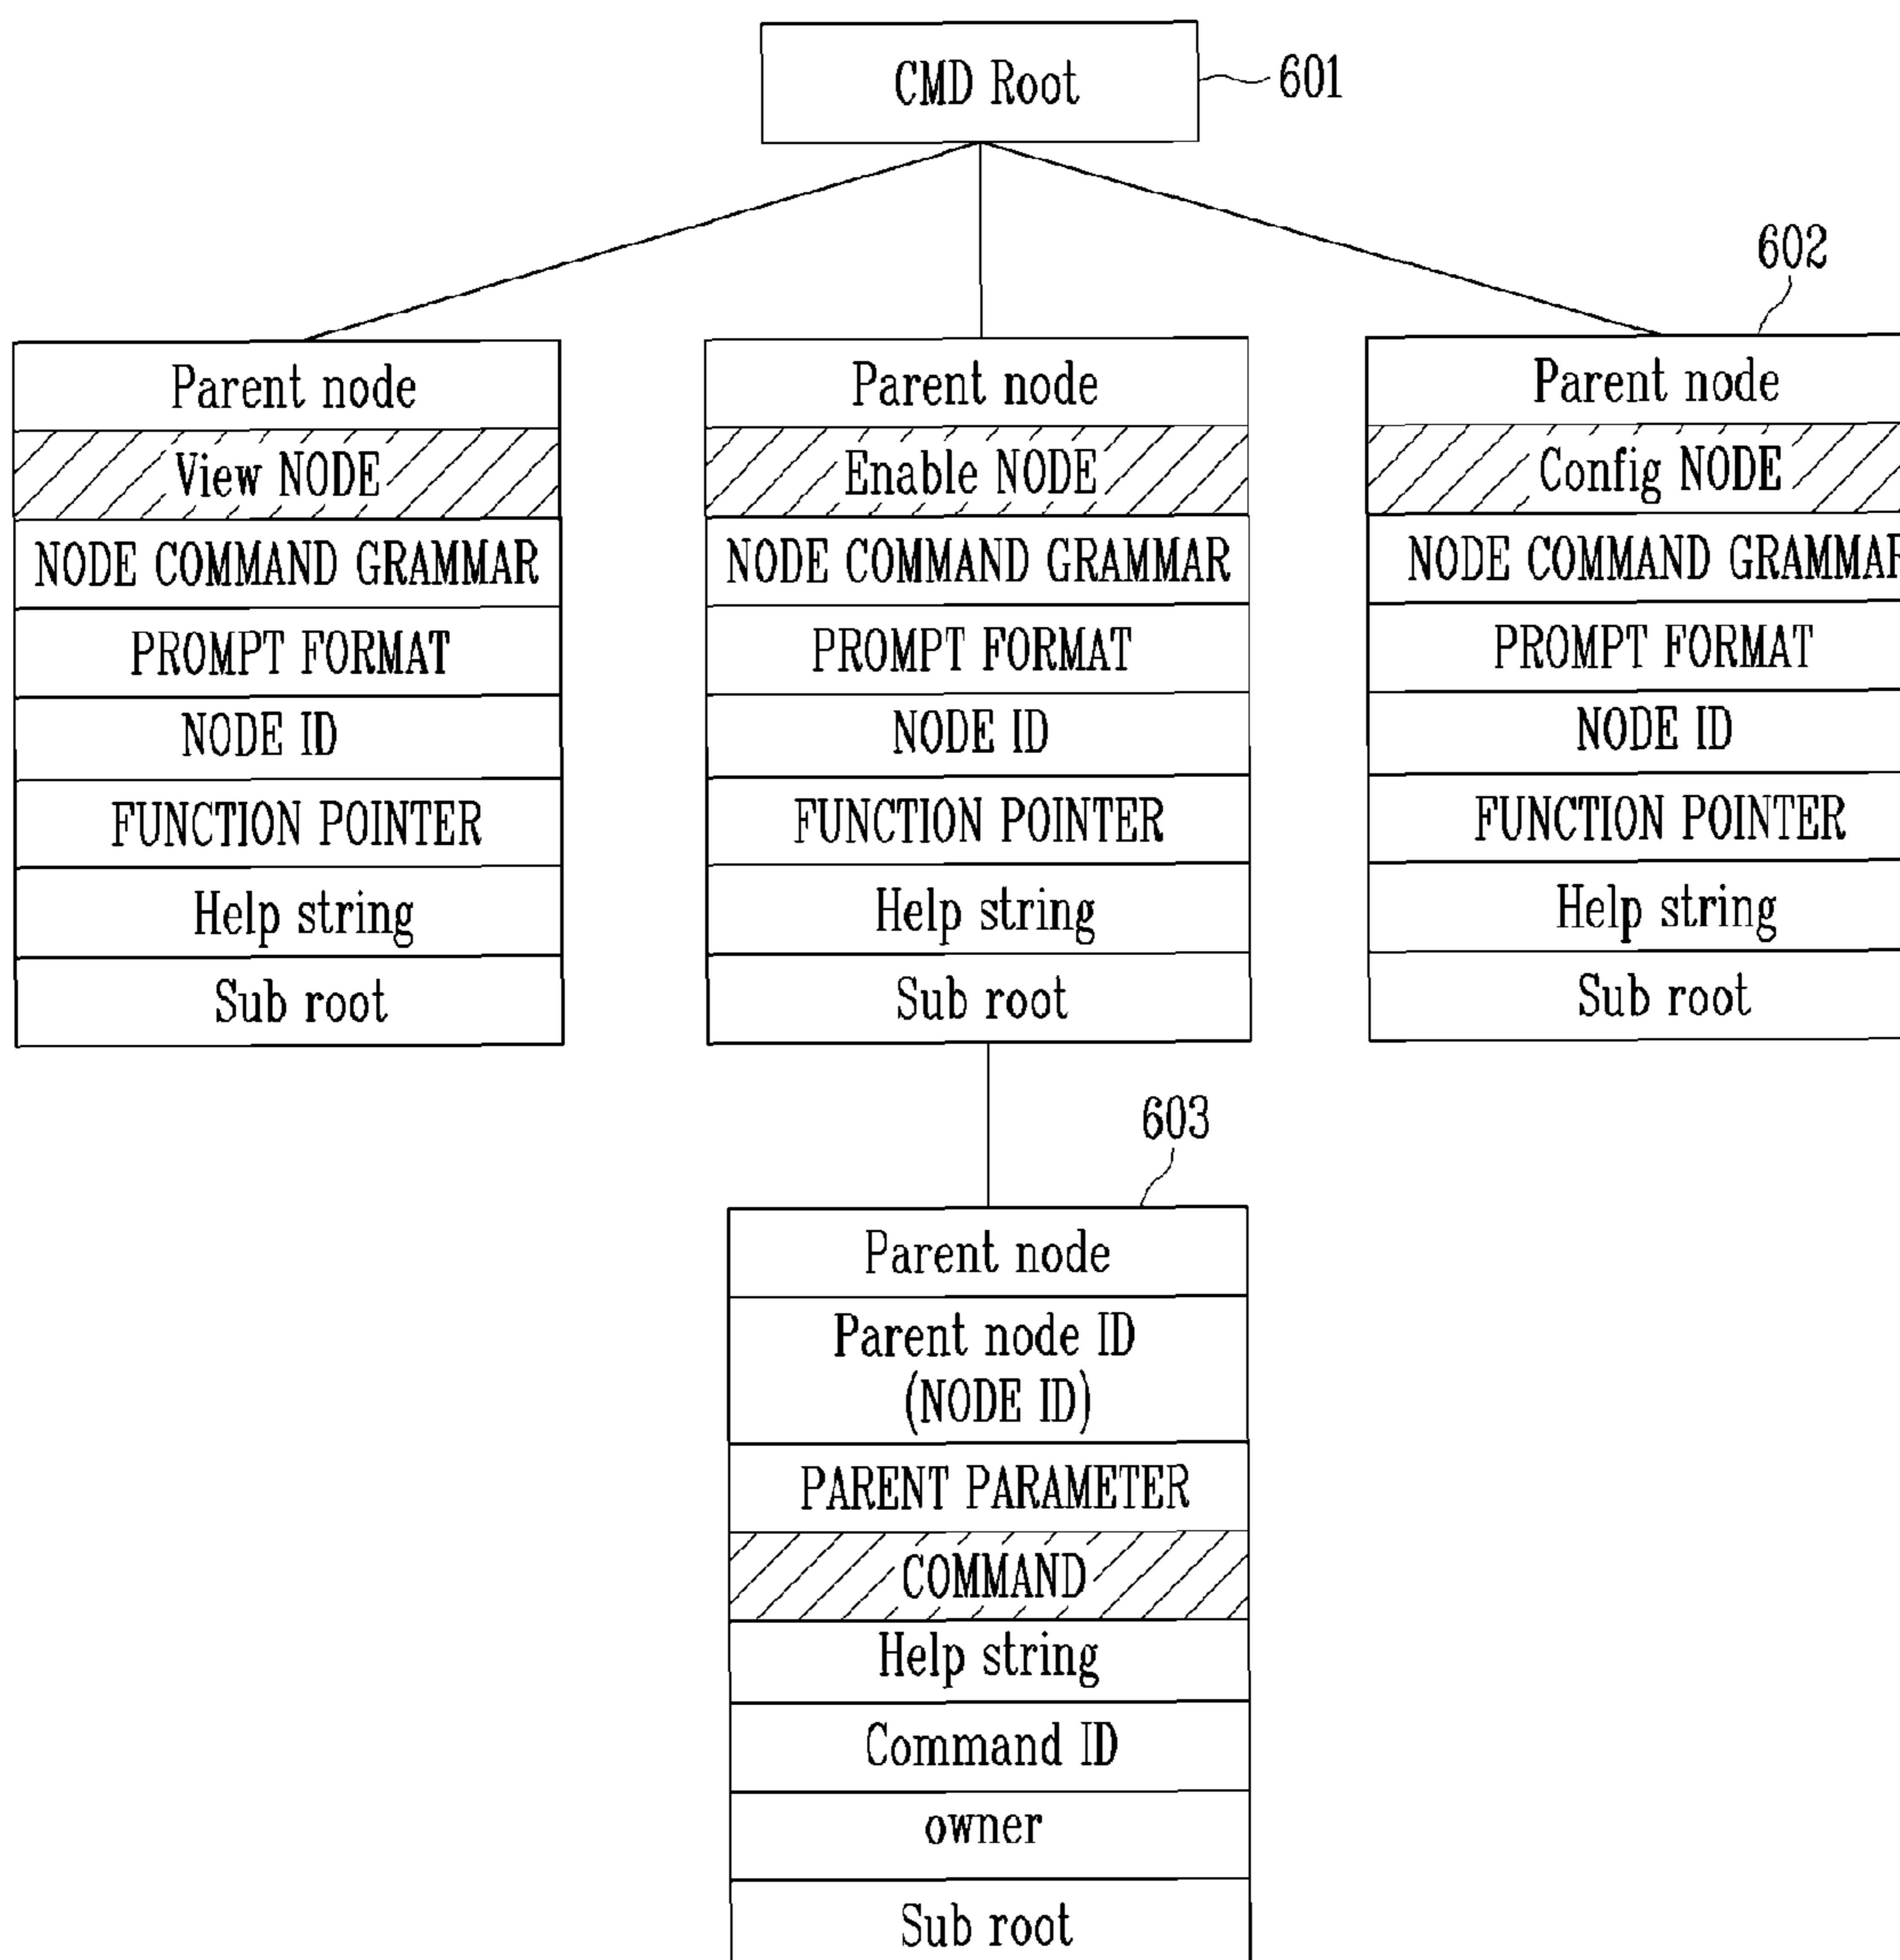 CMD Root
601
602
Parent node
View NODE
NODE COMMAND GRAMMAR
PROMPT FORMAT
NODE ID
FUNCTION POINTER
Help string
Sub root
Parent node
Enable NODE
NODE COMMAND GRAMMAR
PROMPT FORMAT
NODE ID
FUNCTION POINTER
Help string
Sub root
Parent node
Config NODE
NODE COMMAND GRAMMAR
PROMPT FORMAT
NODE ID
FUNCTION POINTER
Help string
Sub root
603
Parent node
Parent node ID
(NODE ID)
PARENT PARAMETER
COMMAND
Help string
Command ID
owner
Sub root